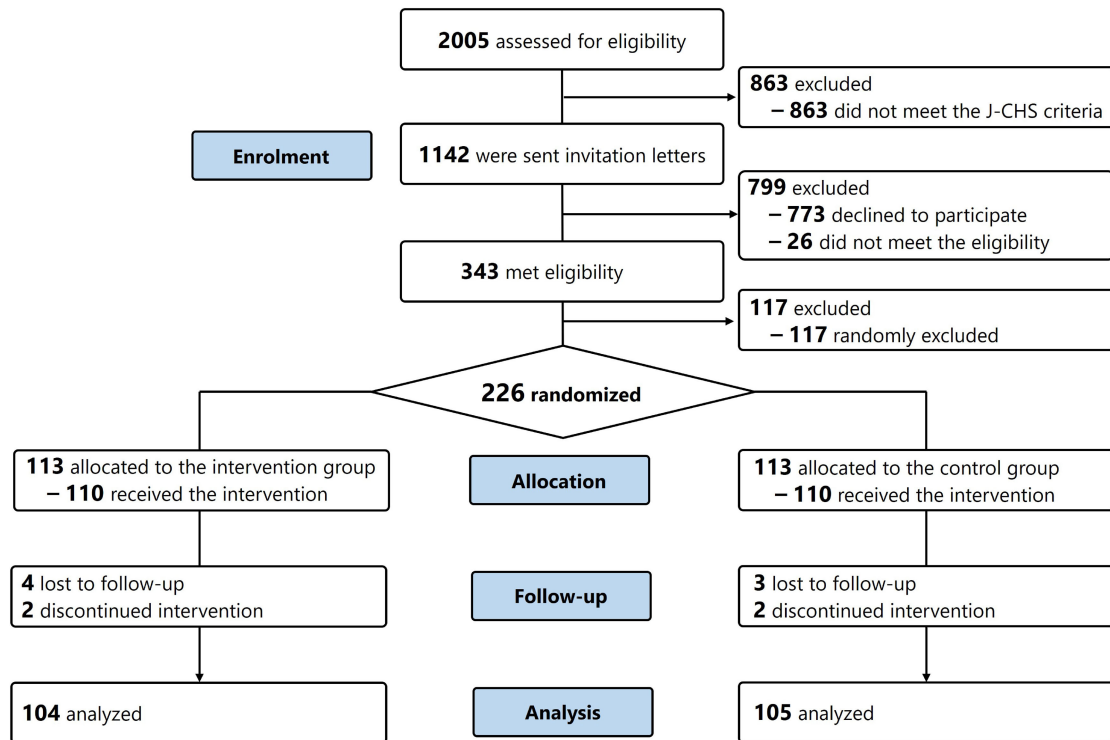 2005 assessed for eligibility
863 excluded
– 863 did not meet the J-CHS criteria
Enrolment
1142 were sent invitation letters
799 excluded
– 773 declined to participate
– 26 did not meet the eligibility
343 met eligibility
117 excluded
– 117 randomly excluded
226 randomized
113 allocated to the intervention group
– 110 received the intervention
Allocation
113 allocated to the control group
– 110 received the intervention
4 lost to follow-up
2 discontinued intervention
Follow-up
3 lost to follow-up
2 discontinued intervention
104 analyzed
Analysis
105 analyzed